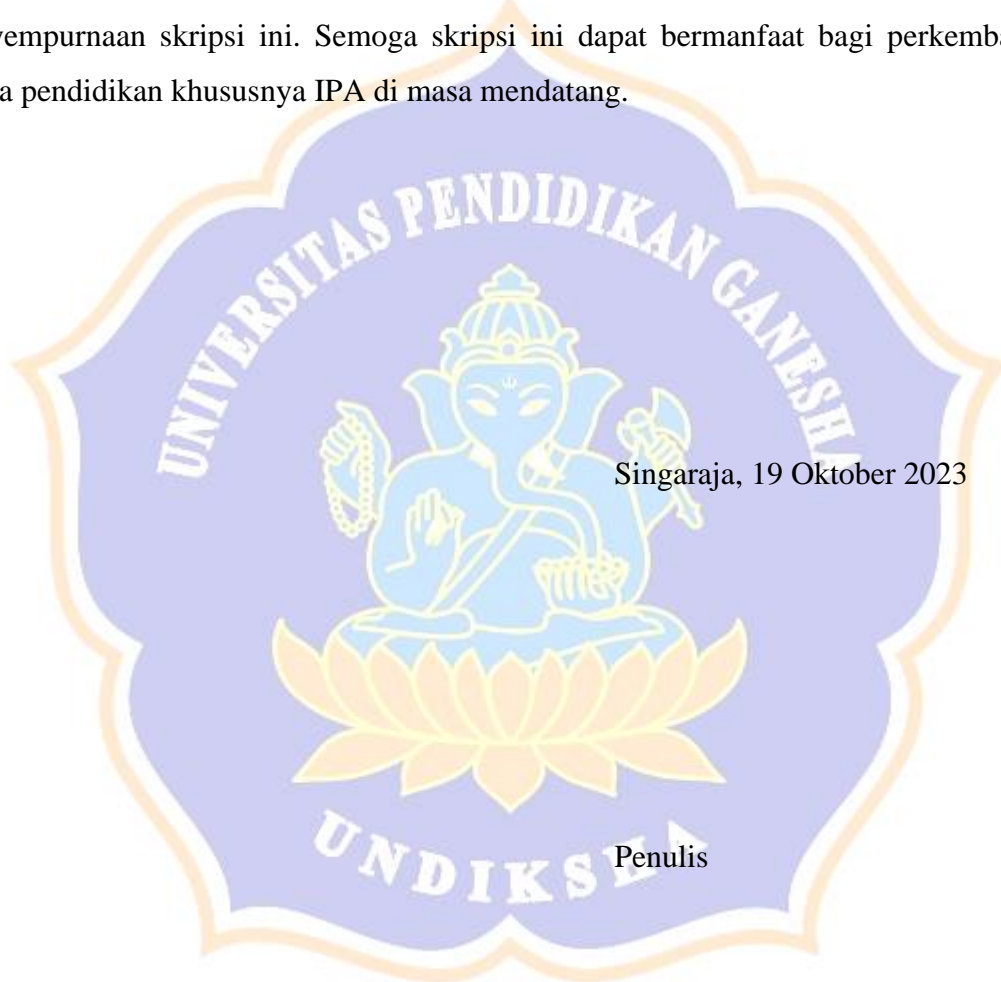 yempurnaan skripsi ini. Semoga skripsi ini dapat bermanfaat bagi perkemba
a pendidikan khususnya IPA di masa mendatang.
UNIVERSITAS PENDIDIKAN GANESHA
Singaraja, 19 Oktober 2023
UNDIKSHA
Penulis